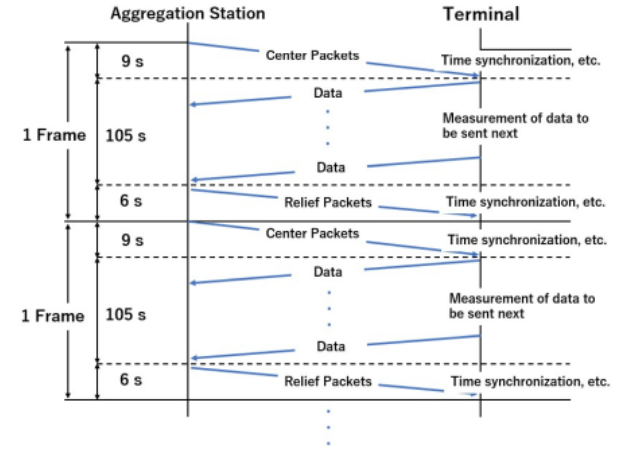 Aggregation Station
Terminal
Center Packets
9 s
Time synchronization, etc.
Data
1 Frame
105 s
Measurement of data to
be sent next
Data
6 s
Relief Packets
Time synchronization, etc.
Center Packets
9 s
Time synchronization, etc.
Data
1 Frame
105 s
Measurement of data to
be sent next
Data
6 s
Relief Packets
Time synchronization, etc.